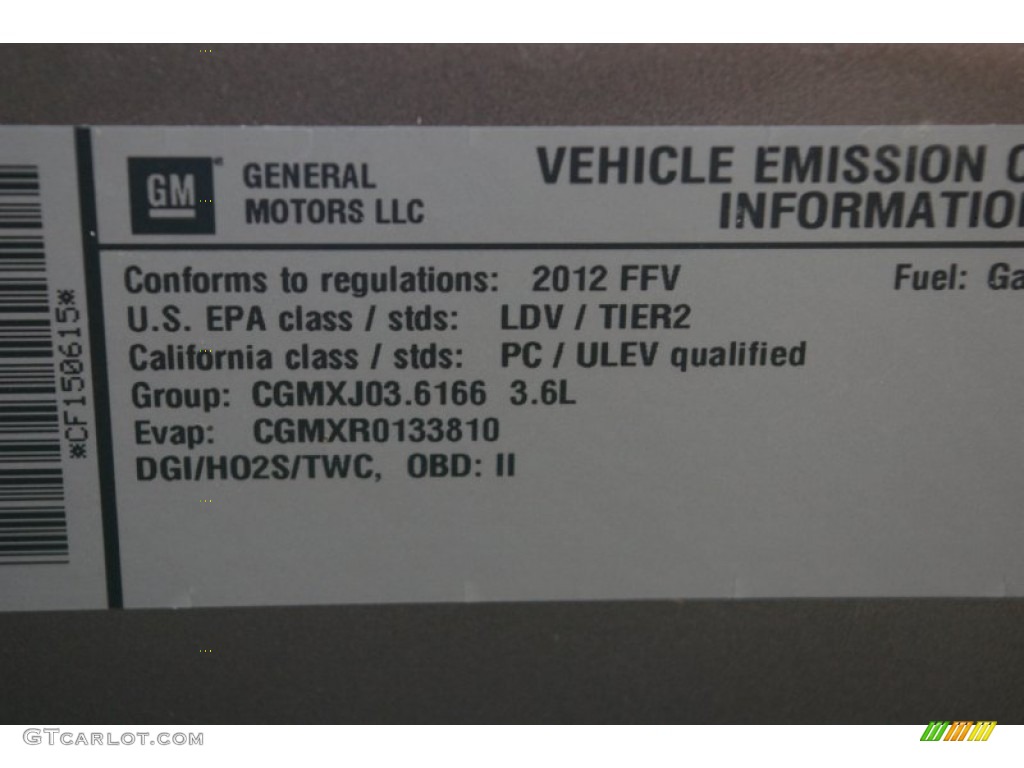 GM GENERAL MOTORS LLC
VEHICLE EMISSION
Conforms to regulations: 2012 FFV
Fuel:
U.S. EPA class / stds: LDV / TIER2
California class / stds: PC / ULEV qualified
Group: CGMXJ03.6166 3.6L
Evap: CGMXR0133810
DGI/HO2S/TWC, OBD: II
*CF150615*
GTCARLOT.COM